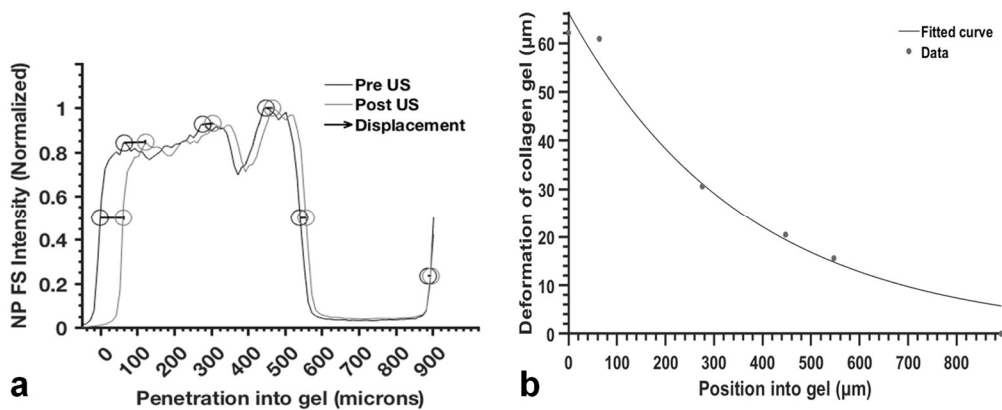 NP FS Intensity (Normalized)
1
0.8
0.6
0.4
0.2
0
Pre US
Post US
Displacement
0
100
200
300
400
500
600
700
800
900
Penetration into gel (microns)
a
Deformation of collagen gel (µm)
60
50
40
30
20
10
0
Fitted curve
Data
0
100
200
300
400
500
600
700
800
Position into gel (µm)
b